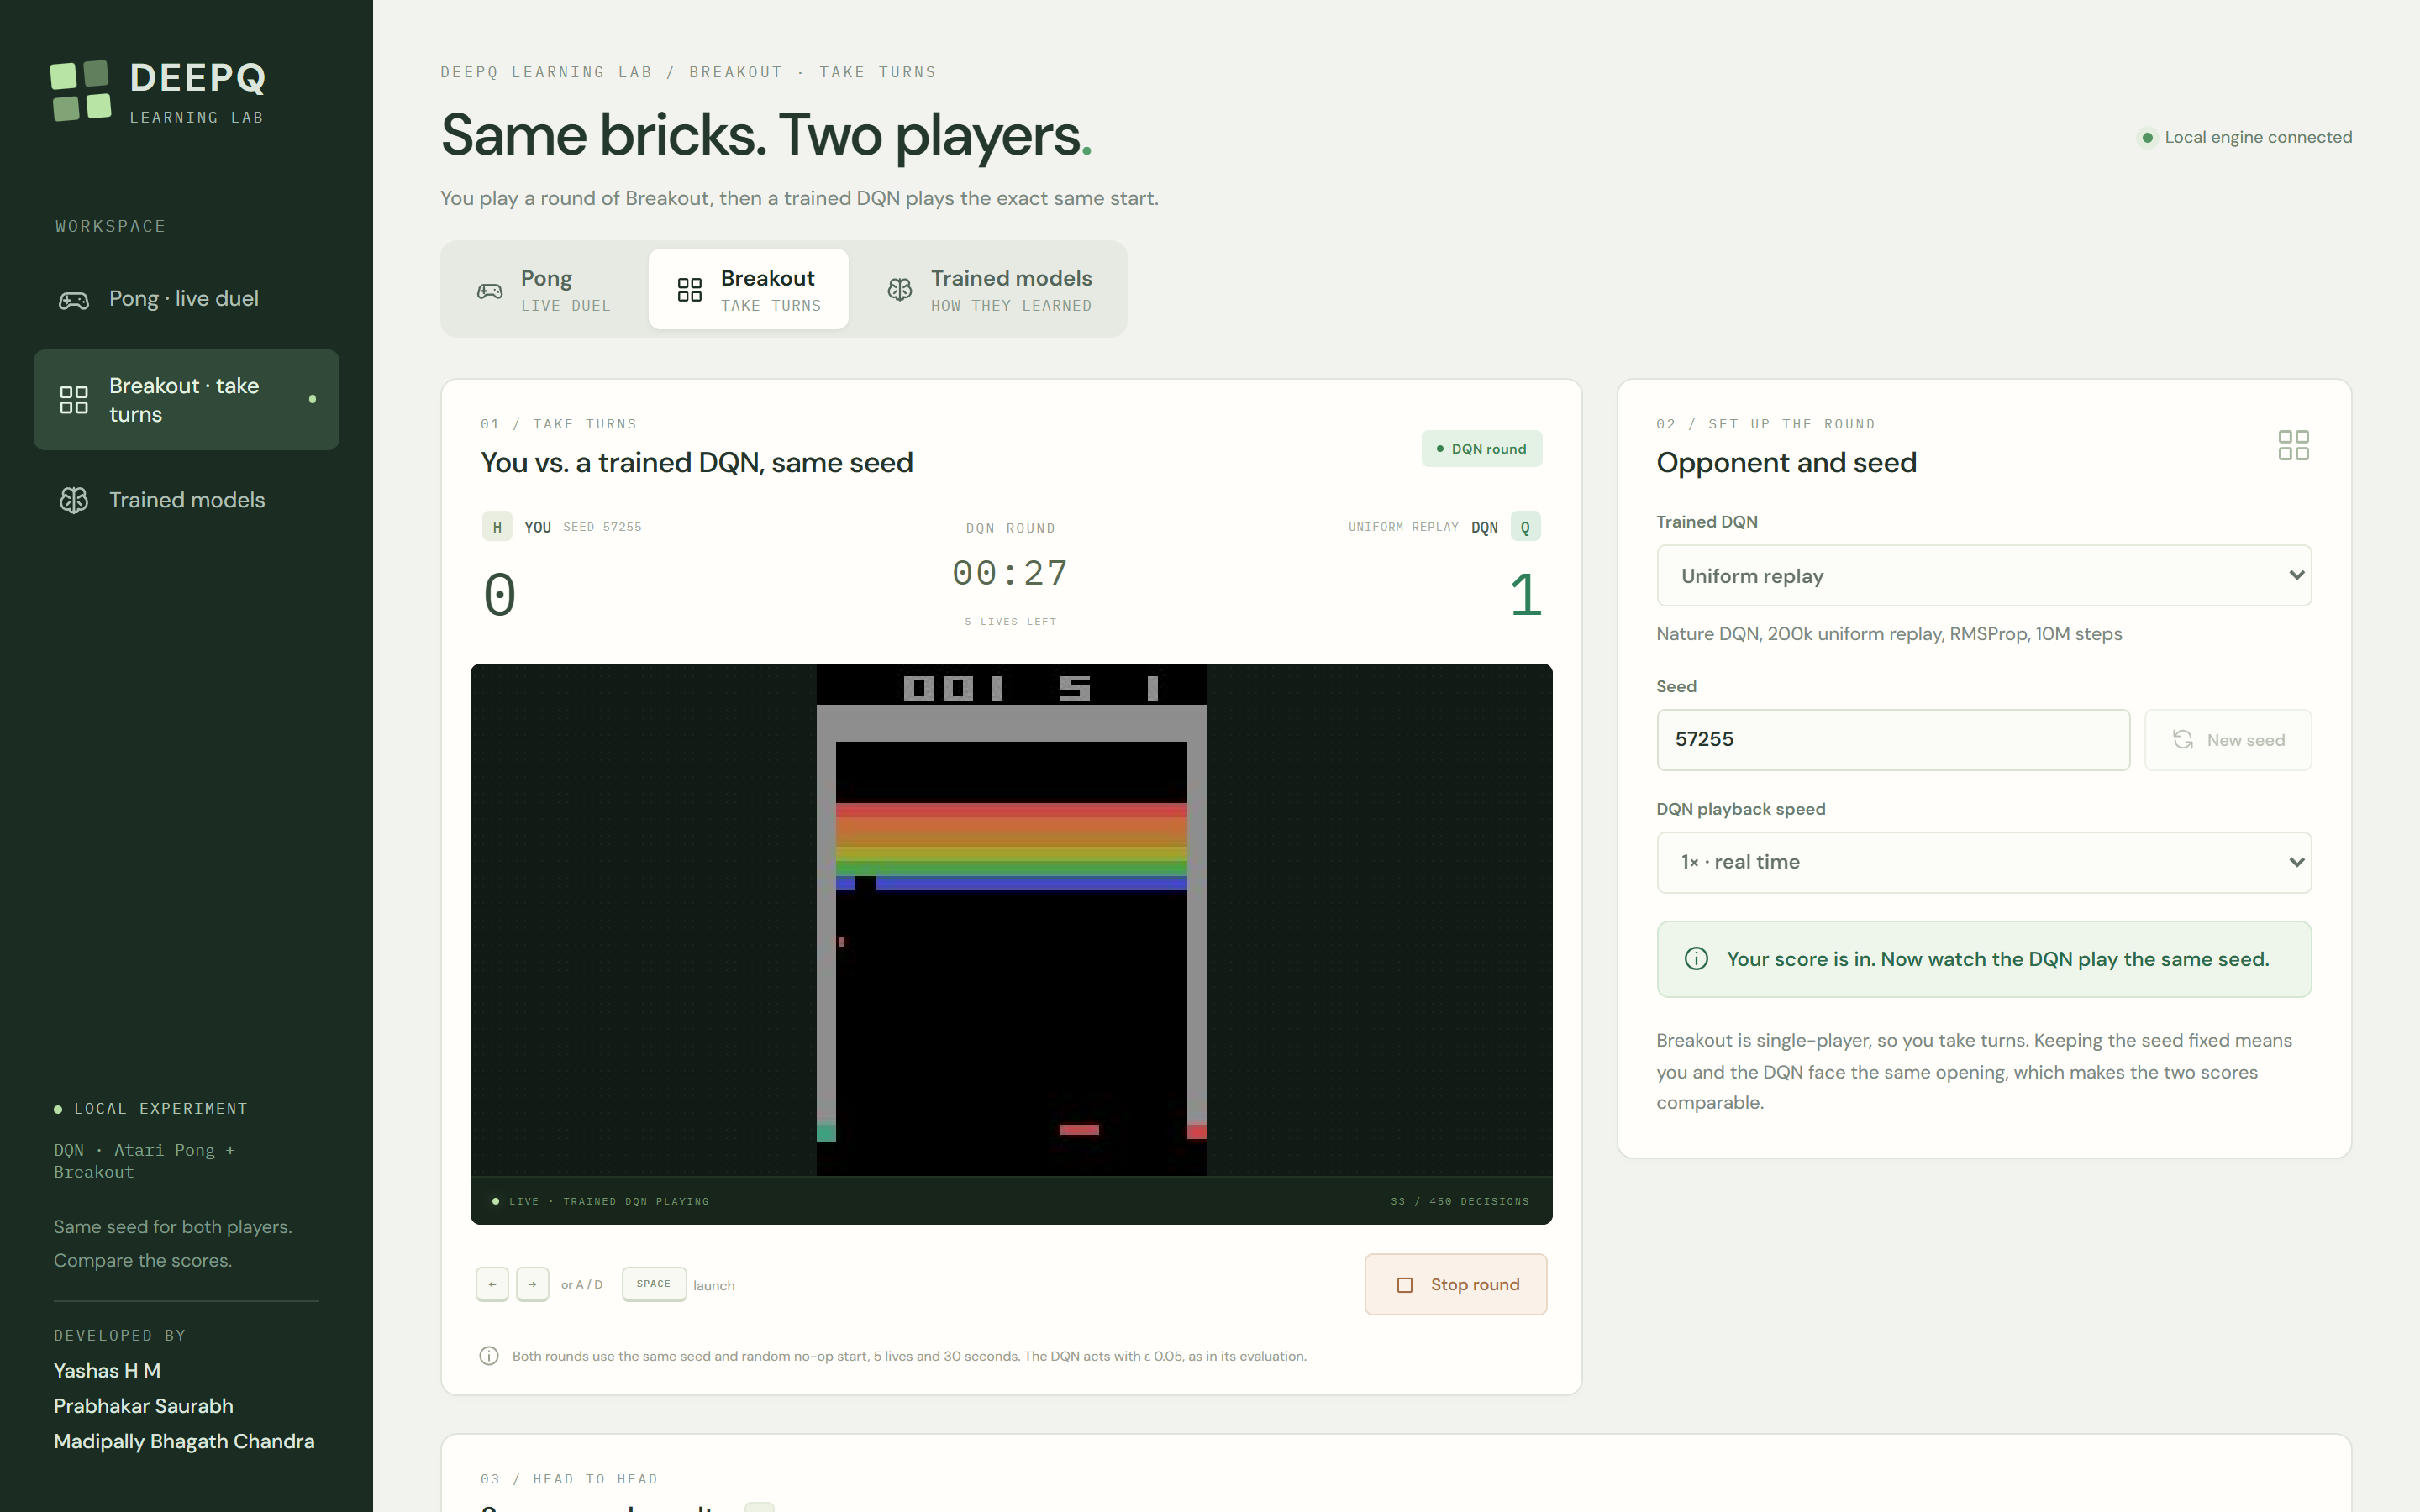 DEEPQ
LEARNING LAB
WORKSPACE
Pong · live duel
Breakout · take
turns
Trained models
LOCAL EXPERIMENT
DQN · Atari Pong +
Breakout
Same seed for both players.
Compare the scores.
DEVELOPED BY
Yashas H M
Prabhakar Saurabh
Madipally Bhagath Chandra
DEEPQ LEARNING LAB / BREAKOUT · TAKE TURNS
Same bricks. Two players.
You play a round of Breakout, then a trained DQN plays the exact same start.
Local engine connected
Pong
LIVE DUEL
Breakout
TAKE TURNS
Trained models
HOW THEY LEARNED
01 / TAKE TURNS
You vs. a trained DQN, same seed
DQN round
H YOU SEED 57255
0
DQN ROUND
00:27
5 LIVES LEFT
UNIFORM REPLAY DQN Q
1
001 5 1
LIVE · TRAINED DQN PLAYING
33 / 450 DECISIONS
← → or A / D SPACE launch
Stop round
Both rounds use the same seed and random no-op start, 5 lives and 30 seconds. The DQN acts with ε 0.05, as in its evaluation.
02 / SET UP THE ROUND
Opponent and seed
Trained DQN
Uniform replay
Nature DQN, 200k uniform replay, RMSProp, 10M steps
Seed
57255
New seed
DQN playback speed
1× · real time
Your score is in. Now watch the DQN play the same seed.
Breakout is single-player, so you take turns. Keeping the seed fixed means
you and the DQN face the same opening, which makes the two scores
comparable.
03 / HEAD TO HEAD